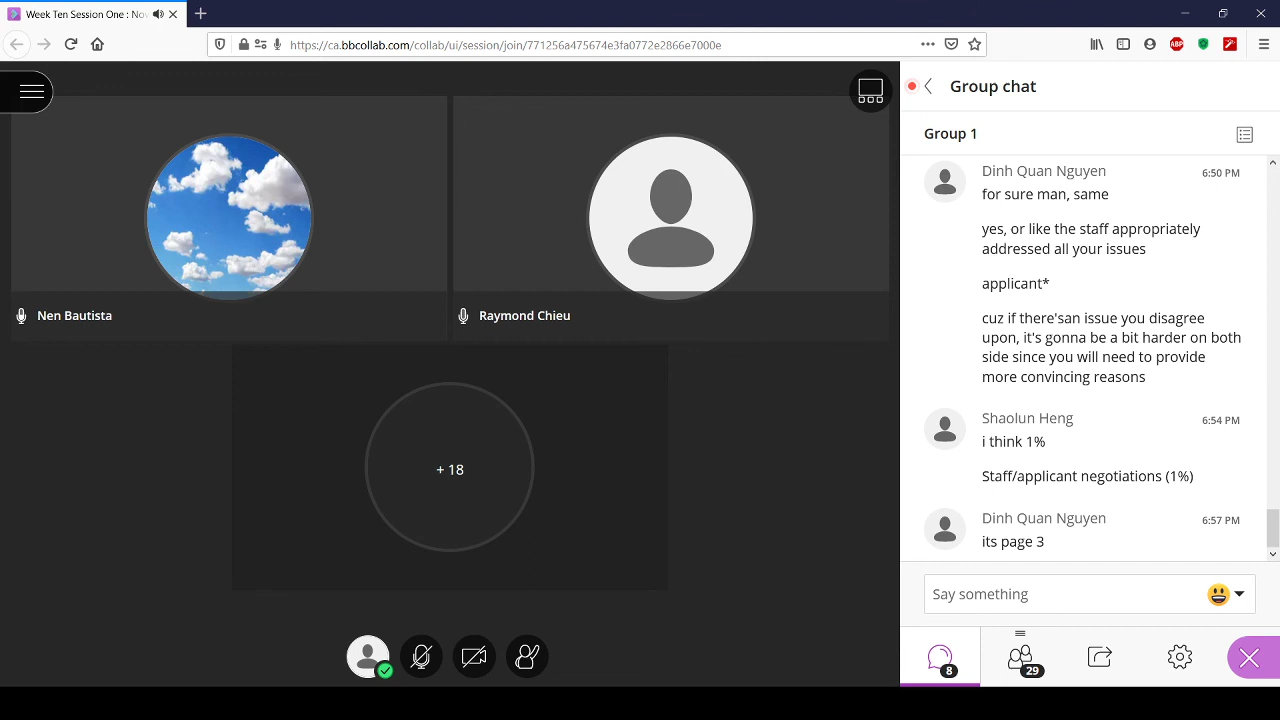 Week Ten Session One : Nov
https://ca.bbcollab.com/collab/ui/session/join/771256a475674e3fa0772e2866e7000e
ABP
Nen Bautista
Raymond Chieu
+ 18
Group chat
Group 1
Dinh Quan Nguyen
6:50 PM
for sure man, same
yes, or like the staff appropriately
addressed all your issues
applicant*
cuz if there'san issue you disagree
upon, it's gonna be a bit harder on both
side since you will need to provide
more convincing reasons
Shaolun Heng
6:54 PM
i think 1%
Staff/applicant negotiations (1%)
Dinh Quan Nguyen
6:57 PM
its page 3
Say something
8
29